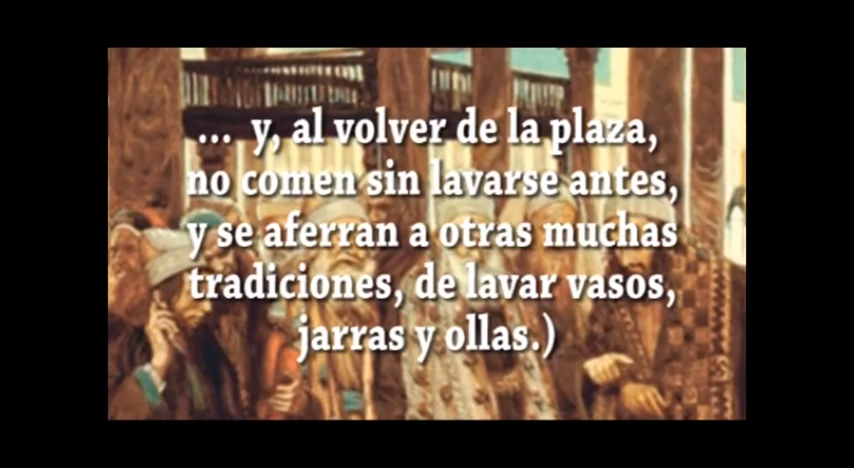 ... y, al volver de la plaza,
no comen sin lavarse antes,
y se aferran a otras muchas
tradiciones, de lavar vasos,
jarras y ollas.)